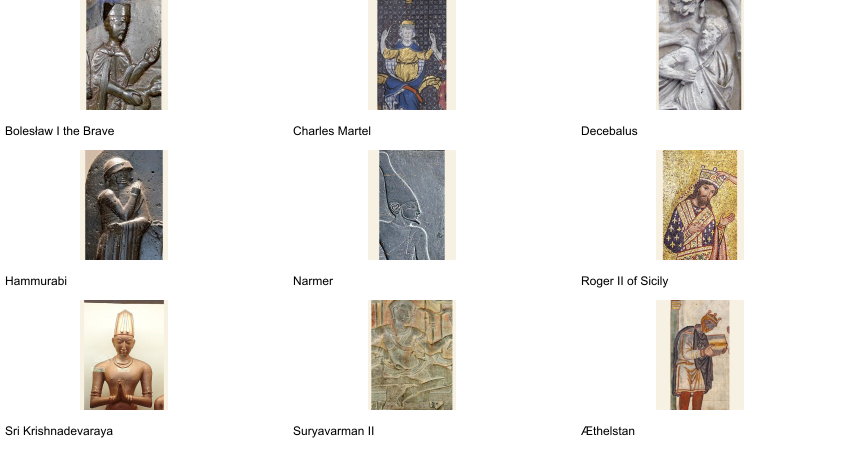 Bolesław I the Brave
Charles Martel
Decebalus
Hammurabi
Narmer
Roger II of Sicily
Sri Krishnadevaraya
Suryavarman II
Æthelstan